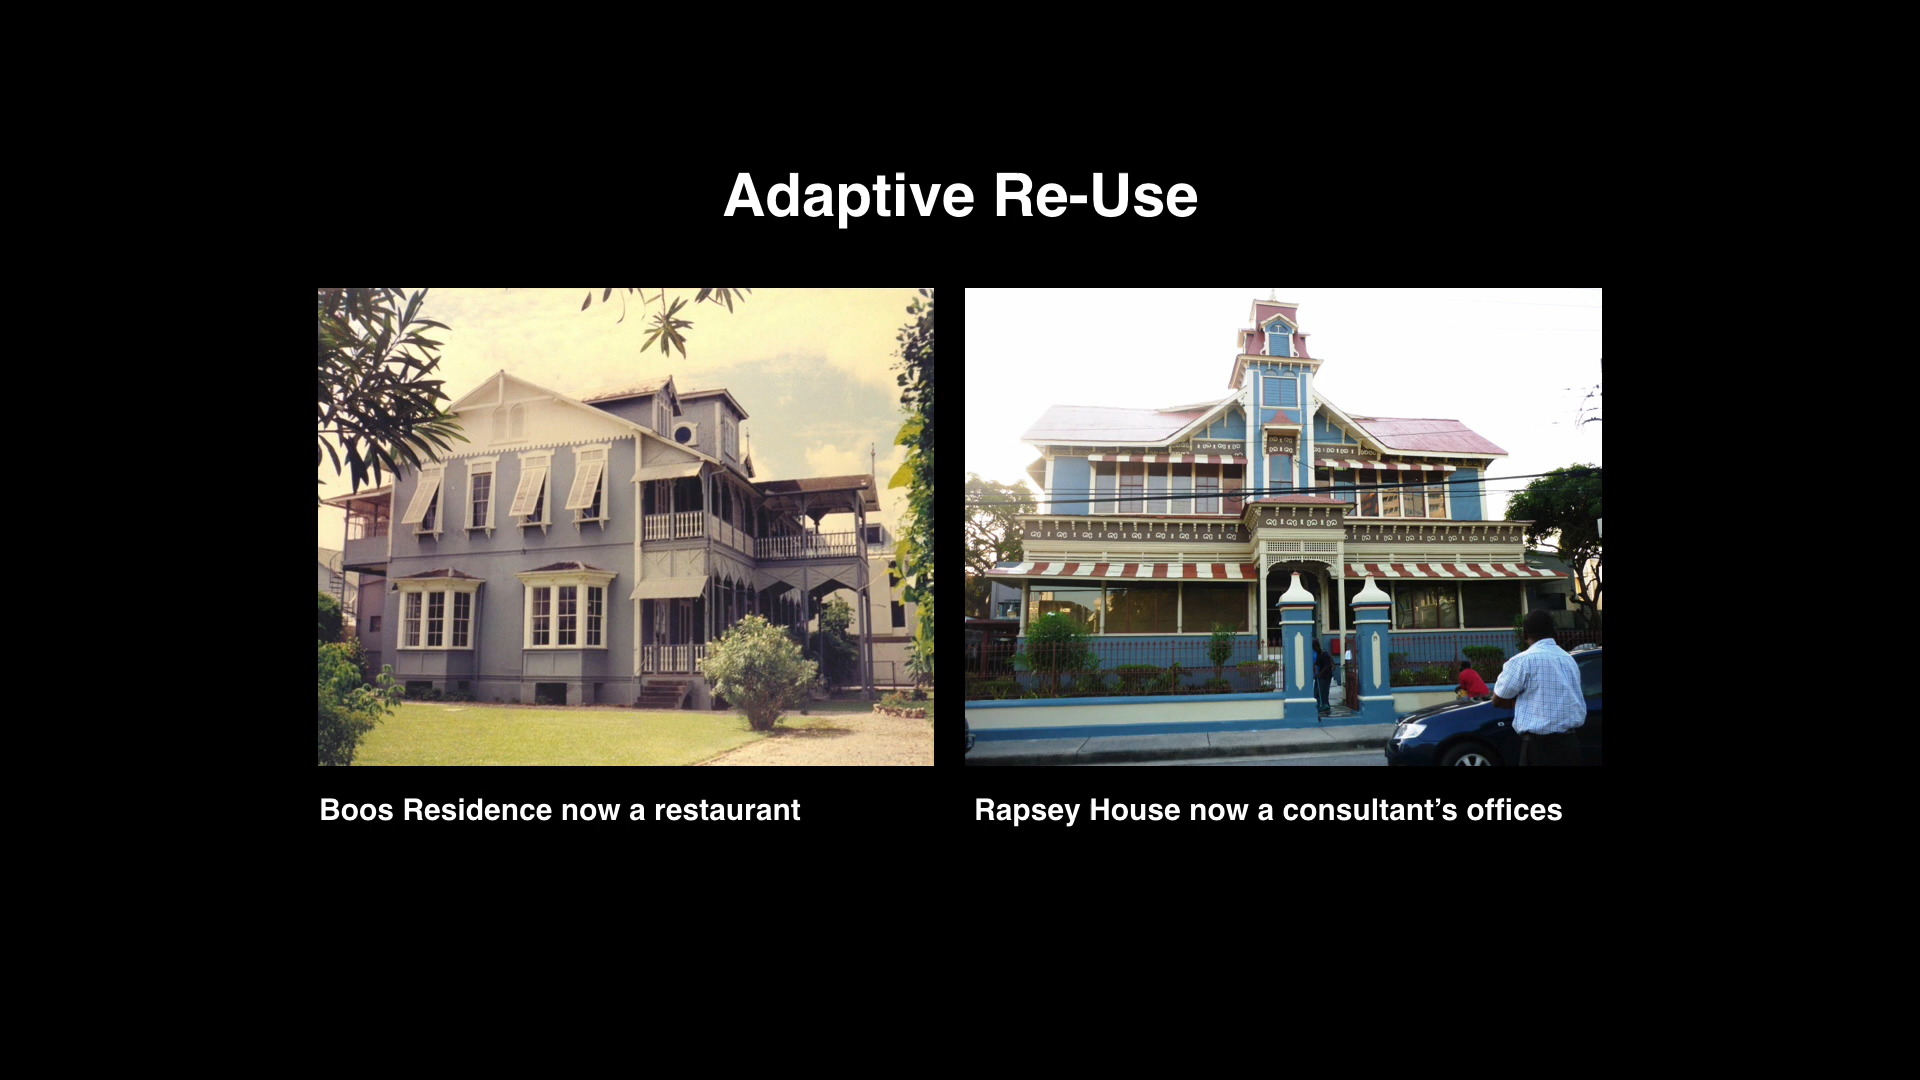 Adaptive Re-Use
Boos Residence now a restaurant
Rapsey House now a consultant’s offices